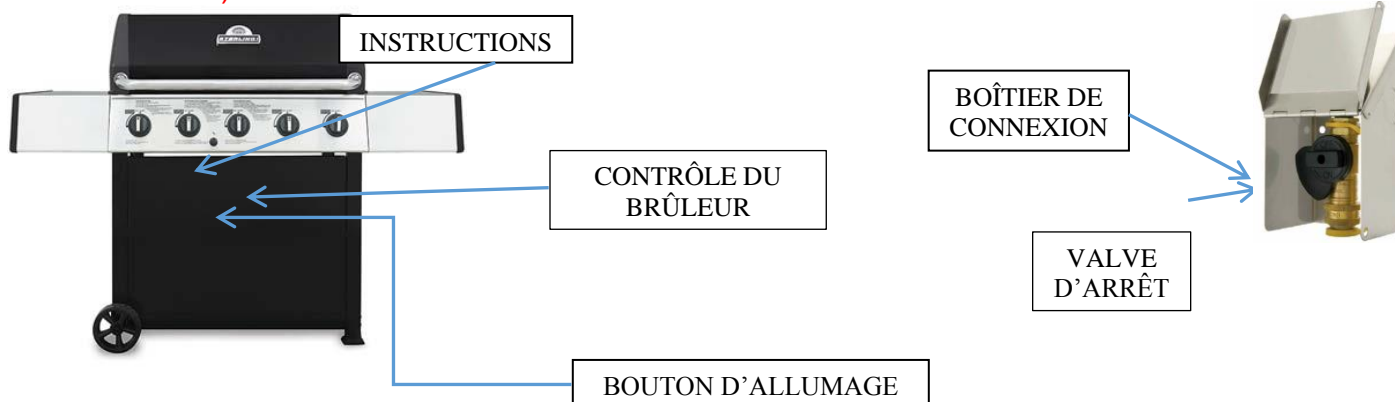 INSTRUCTIONS
BOÎTIER DE
CONNEXION
CONTRÔLE DU
BRÛLEUR
VALVE
D’ARRÊT
BOUTON D’ALLUMAGE